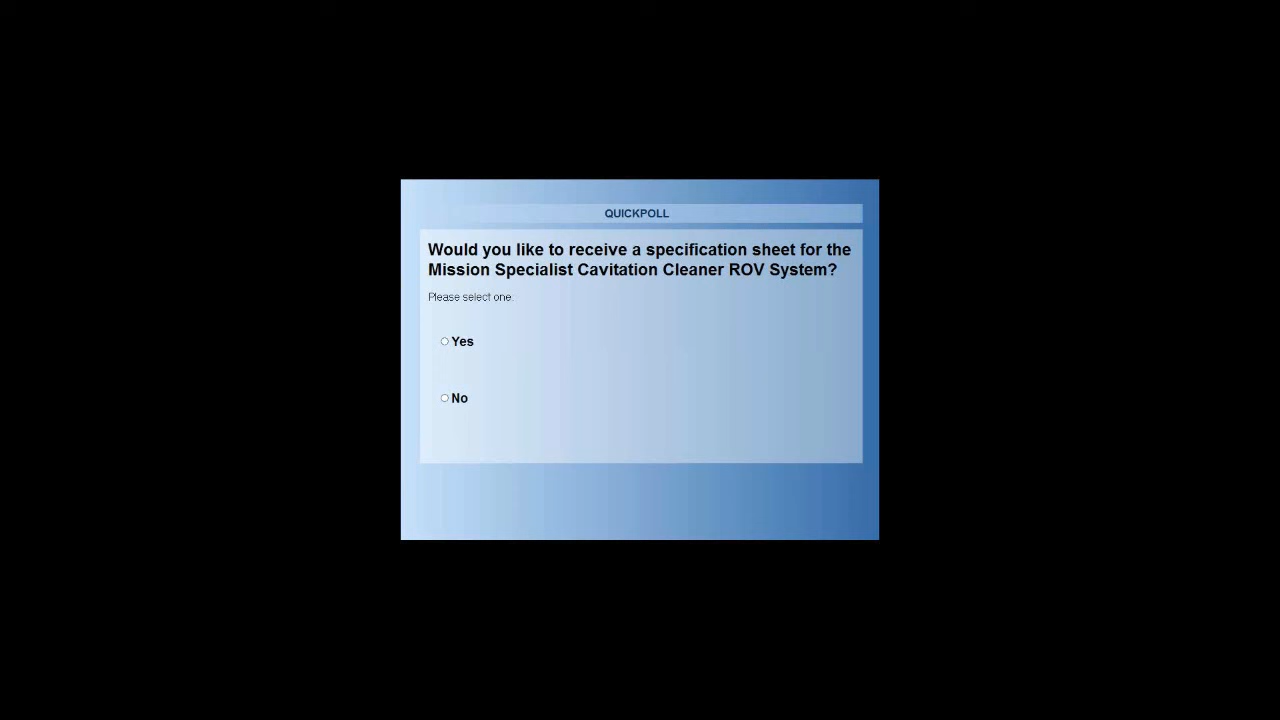 QUICKPOLL
Would you like to receive a specification sheet for the
Mission Specialist Cavitation Cleaner ROV System?
Please select one.
Yes
No